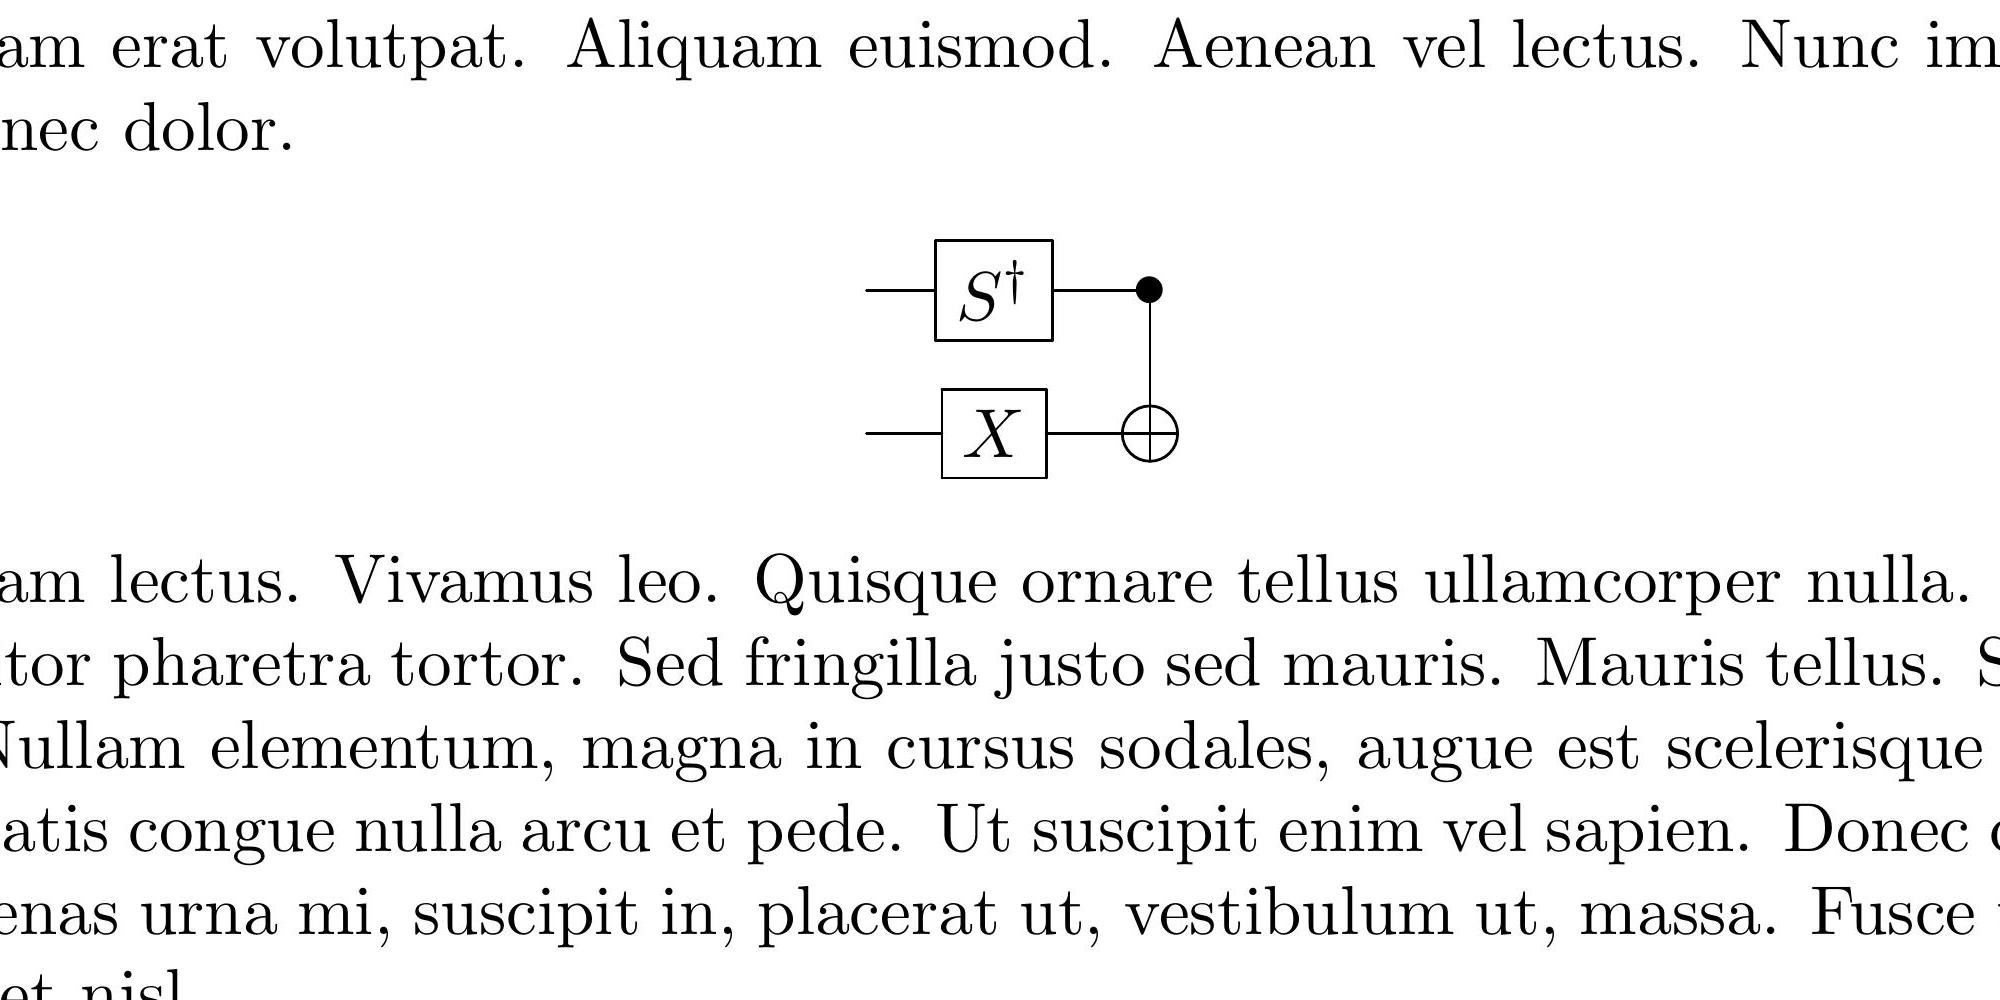 am erat volutpat. Aliquam euismod. Aenean vel lectus. Nunc im
nec dolor.
S†
X
am lectus. Vivamus leo. Quisque ornare tellus ullamcorper nulla.
tor pharetra tortor. Sed fringilla justo sed mauris. Mauris tellus. S
Nullam elementum, magna in cursus sodales, augue est scelerisque
atis congue nulla arcu et pede. Ut suscipit enim vel sapien. Donec
enas urna mi, suscipit in, placerat ut, vestibulum ut, massa. Fusce
et nisl